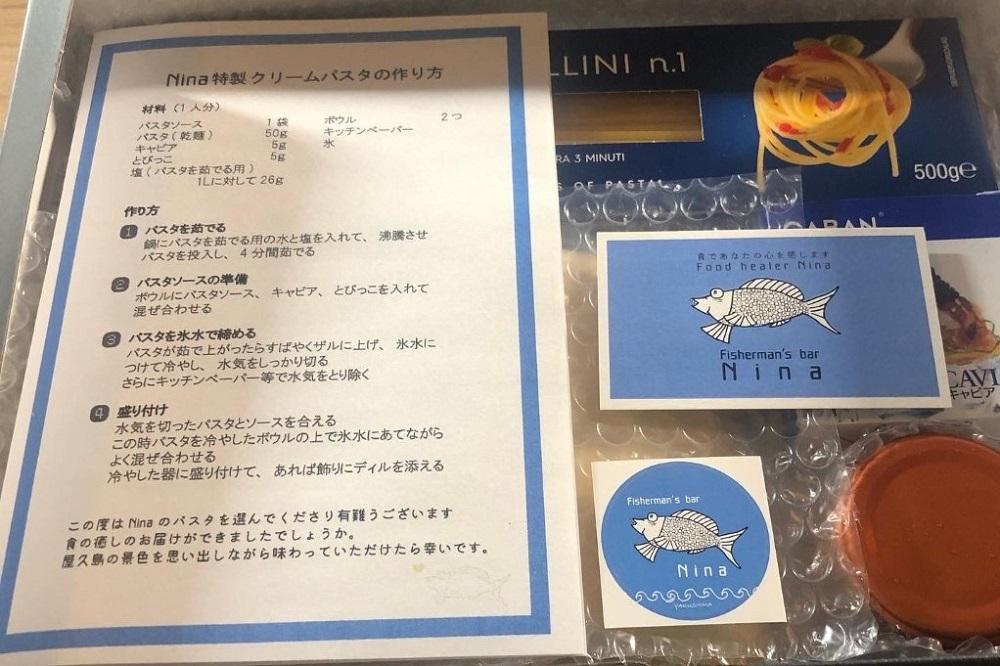 Nina特製クリームパスタの作り方
材料（1人分）
パスタソース 1袋
パスタ（乾麺） 50g
キャビア 5g
とびっこ 5g
塩（パスタを茹でる用）
1Lに対して26g
ボウル 2つ
キッチンペーパー
氷
作り方
1 パスタを茹でる
鍋にパスタを茹でる用の水と塩を入れて、沸騰させ
パスタを投入し、4分間茹でる
2 パスタソースの準備
ボウルにパスタソース、キャビア、とびっこを入れて
混ぜ合わせる
3 パスタを氷水で締める
パスタが茹で上がったらすばやくザルに上げ、氷水に
つけて冷やし、水気をしっかり切る
さらにキッチンペーパー等で水気をとり除く
4 盛り付け
水気を切ったパスタとソースを合える
この時パスタを冷やしたボウルの上で氷水にあてながら
よく混ぜ合わせる
冷やした器に盛り付けて、あれば飾りにディルを添える
この度はNinaのパスタを選んでくださり有難うございます
食の癒しのお届けができましたでしょうか。
屋久島の景色を思い出しながら味わっていただけたら幸いです。
LLINI n.1
RA 3 MINUTI
S OF PASTA
500g℮
CAVI
キャビア
食であなたの心を癒します
Food healer Nina
Fisherman's bar
Nina
Fisherman's bar
Nina
YAKUSHIMA